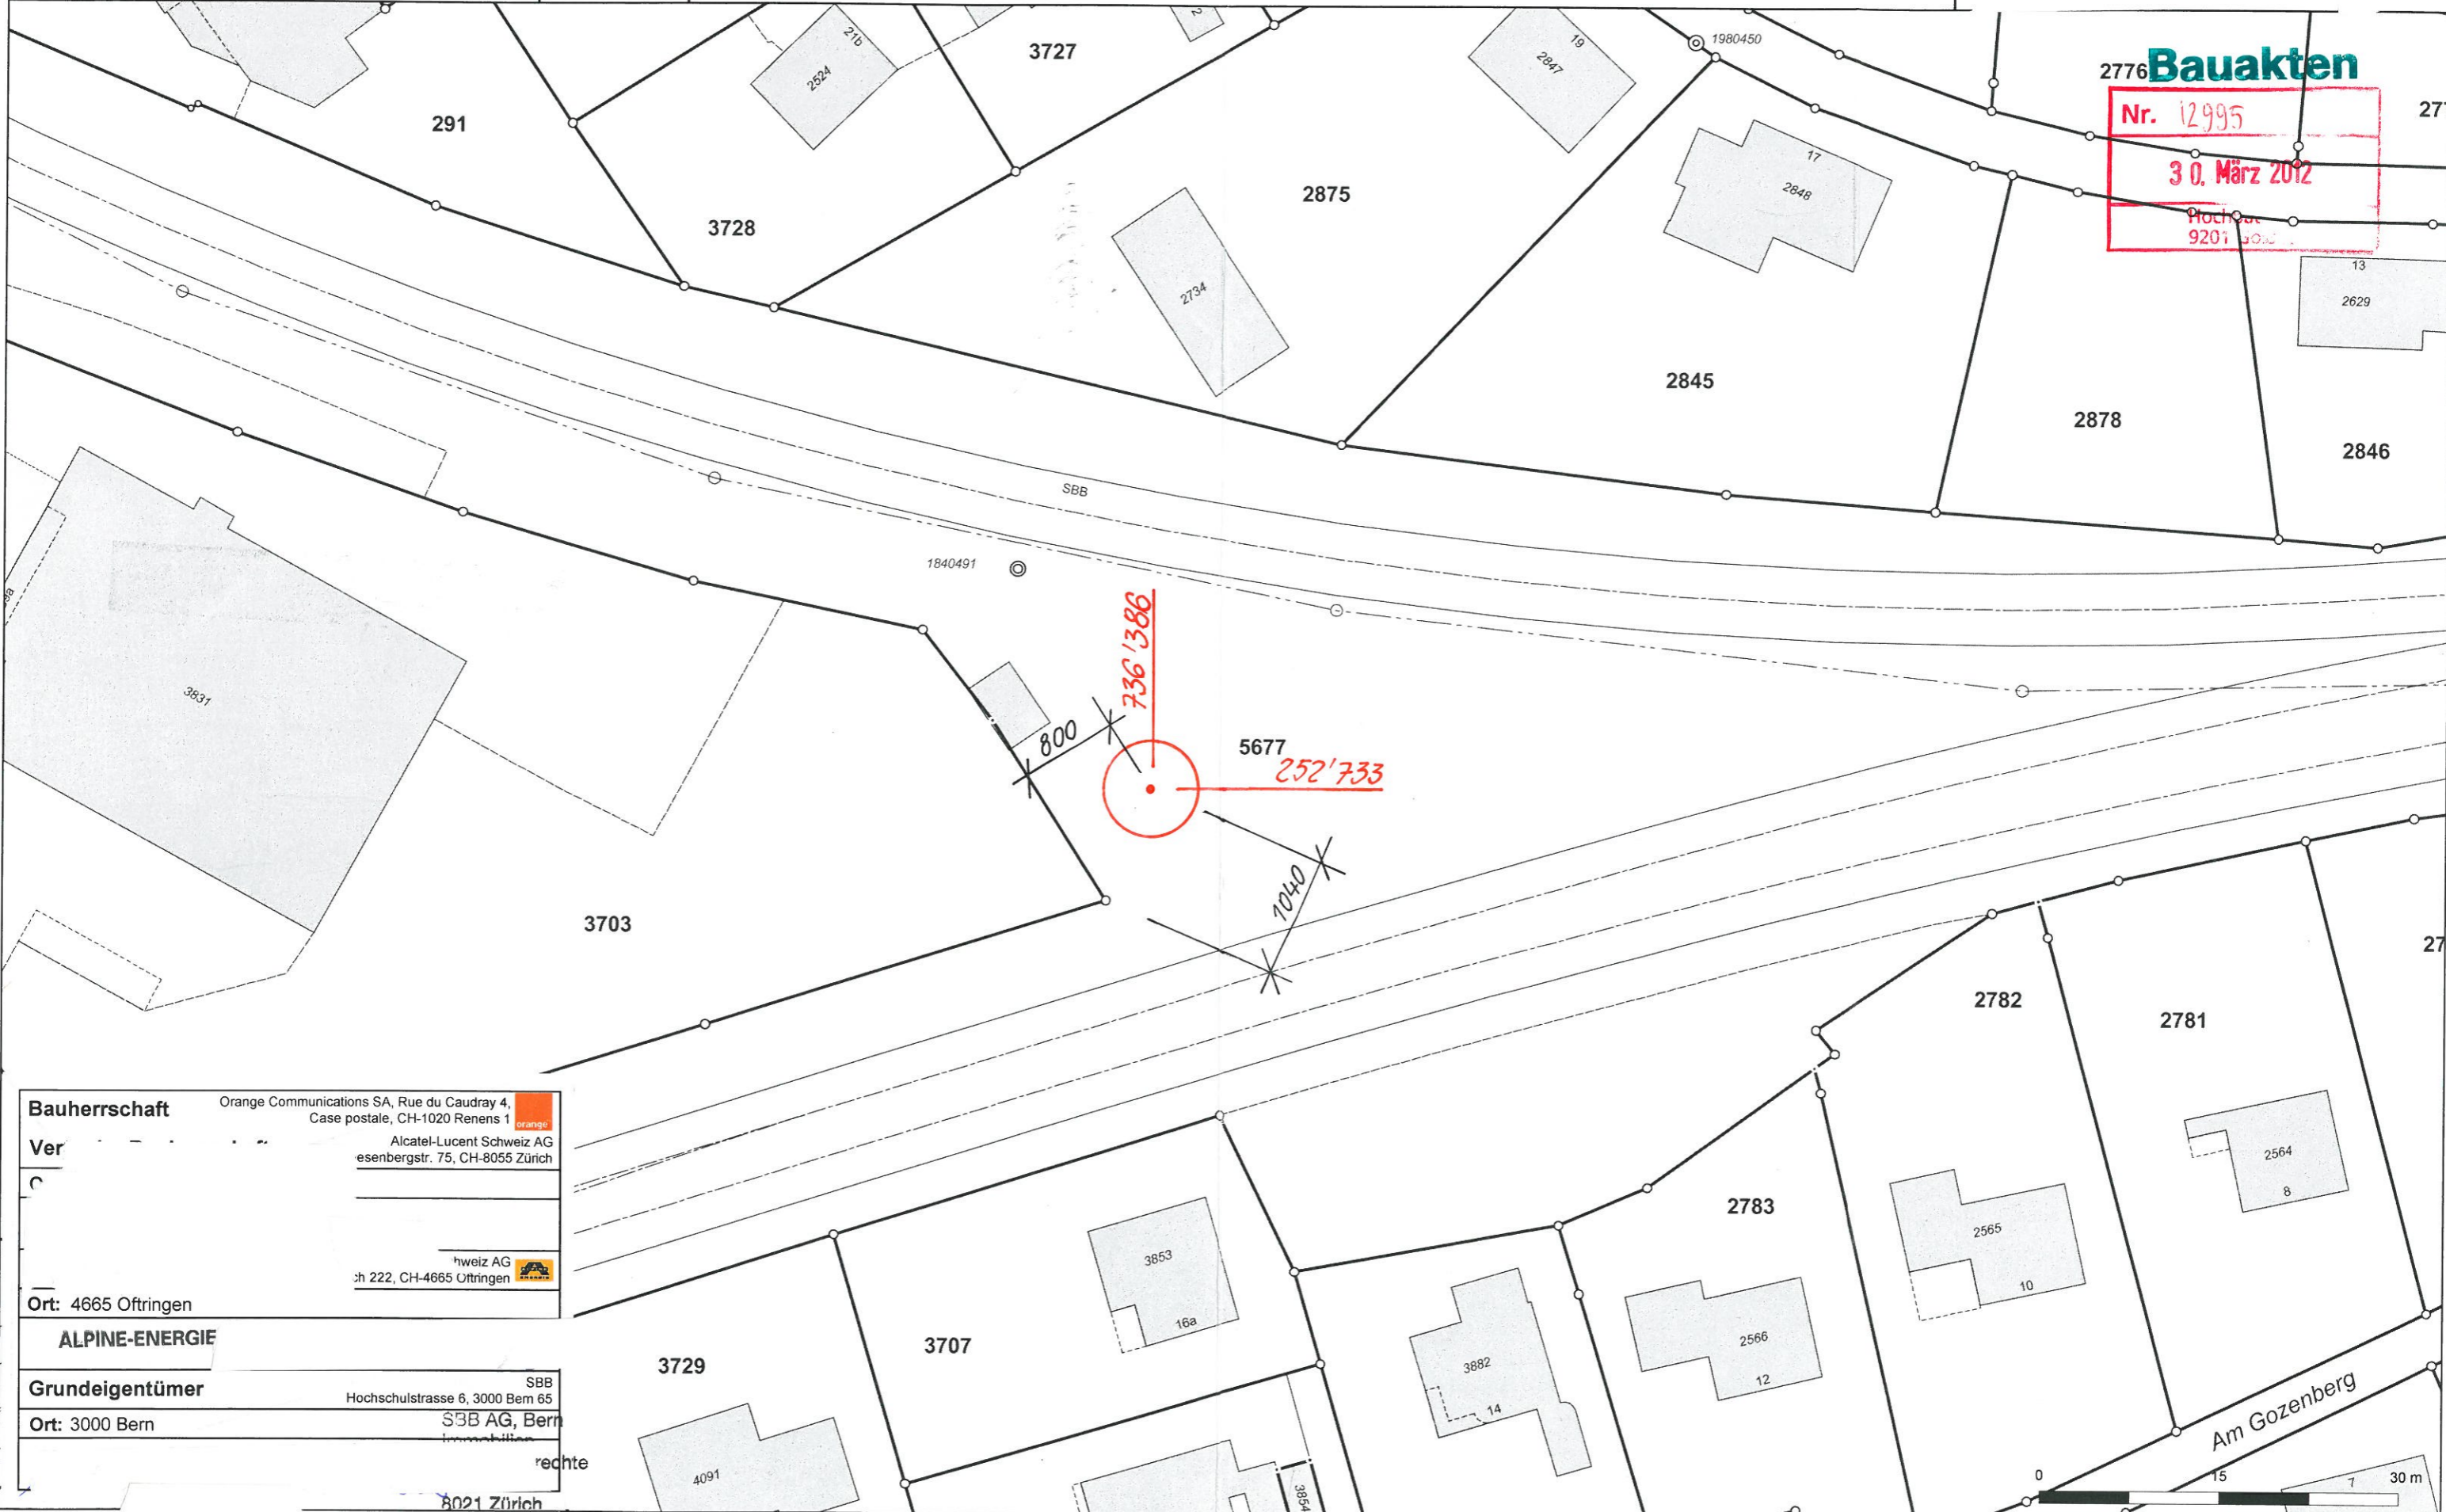 21b
2524
3727
2
19
2847
1980450
2776
Bauakten
Nr. 12995
30. März 2012
9201
277
291
3728
2875
17
2848
13
2629
2734
2845
2878
2846
SBB
1840491
736'386
3831
800
5677
252'733
1040
3703
27
2782
2781
Bauherrschaft
Orange Communications SA, Rue du Caudray 4,
Case postale, CH-1020 Renens 1
orange
Alcatel-Lucent Schweiz AG
esenbergstr. 75, CH-8055 Zürich
hweiz AG
ch 222, CH-4665 Oftringen
Ort: 4665 Oftringen
ALPINE-ENERGIE
Grundeigentümer
SBB
Hochschulstrasse 6, 3000 Bern 65
Ort: 3000 Bern
SBB AG, Bern
rechte
8021 Zürich
2783
2564
8
2565
10
3853
16a
3707
3729
3882
14
2566
12
4091
3854
Am Gozenberg
7
0 15 30 m